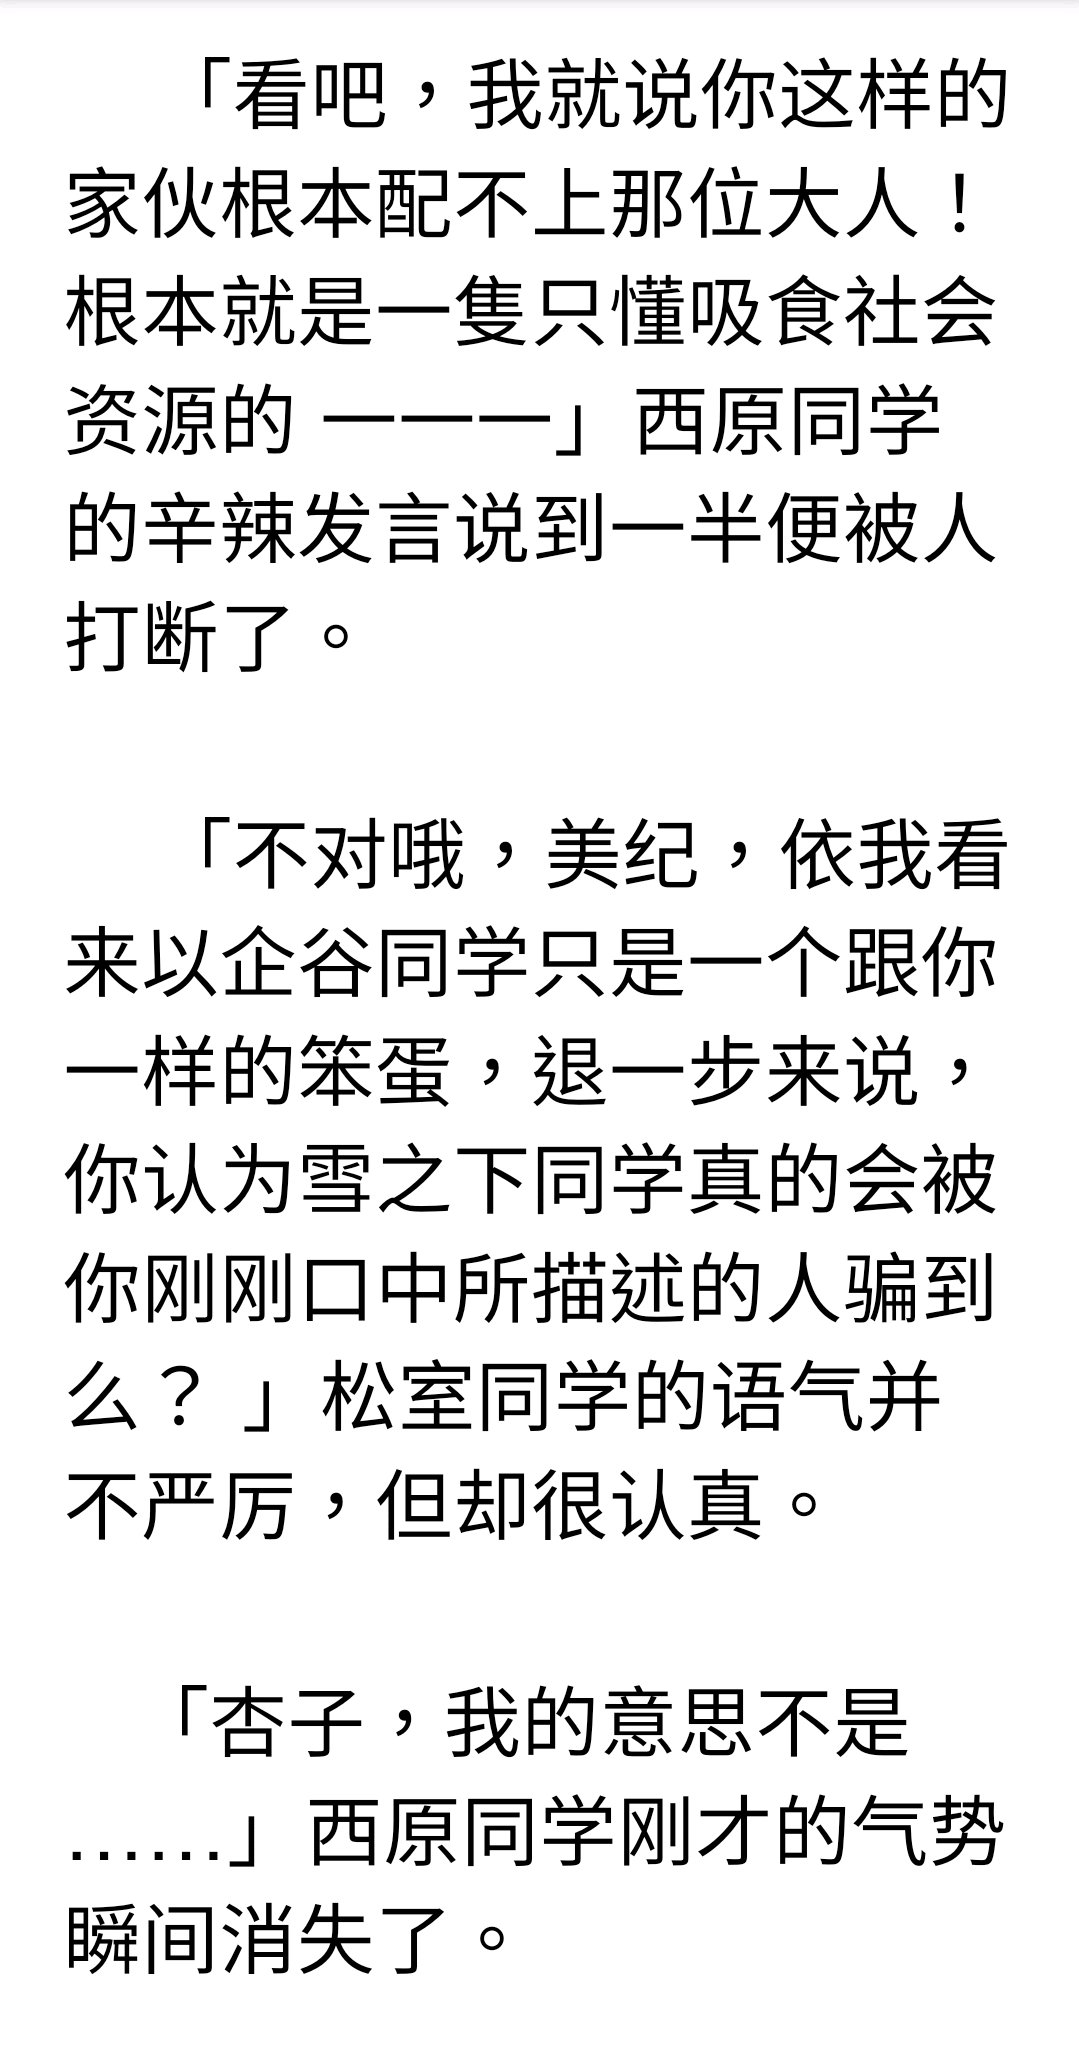 「看吧，我就说你这样的
家伙根本配不上那位大人！
根本就是一隻只懂吸食社会
资源的 一一一」西原同学
的辛辣发言说到一半便被人
打断了。
「不对哦，美纪，依我看
来以企谷同学只是一个跟你
一样的笨蛋，退一步来说，
你认为雪之下同学真的会被
你刚刚口中所描述的人骗到
么？ 」松室同学的语气并
不严厉，但却很认真。
「杏子，我的意思不是
……」西原同学刚才的气势
瞬间消失了。